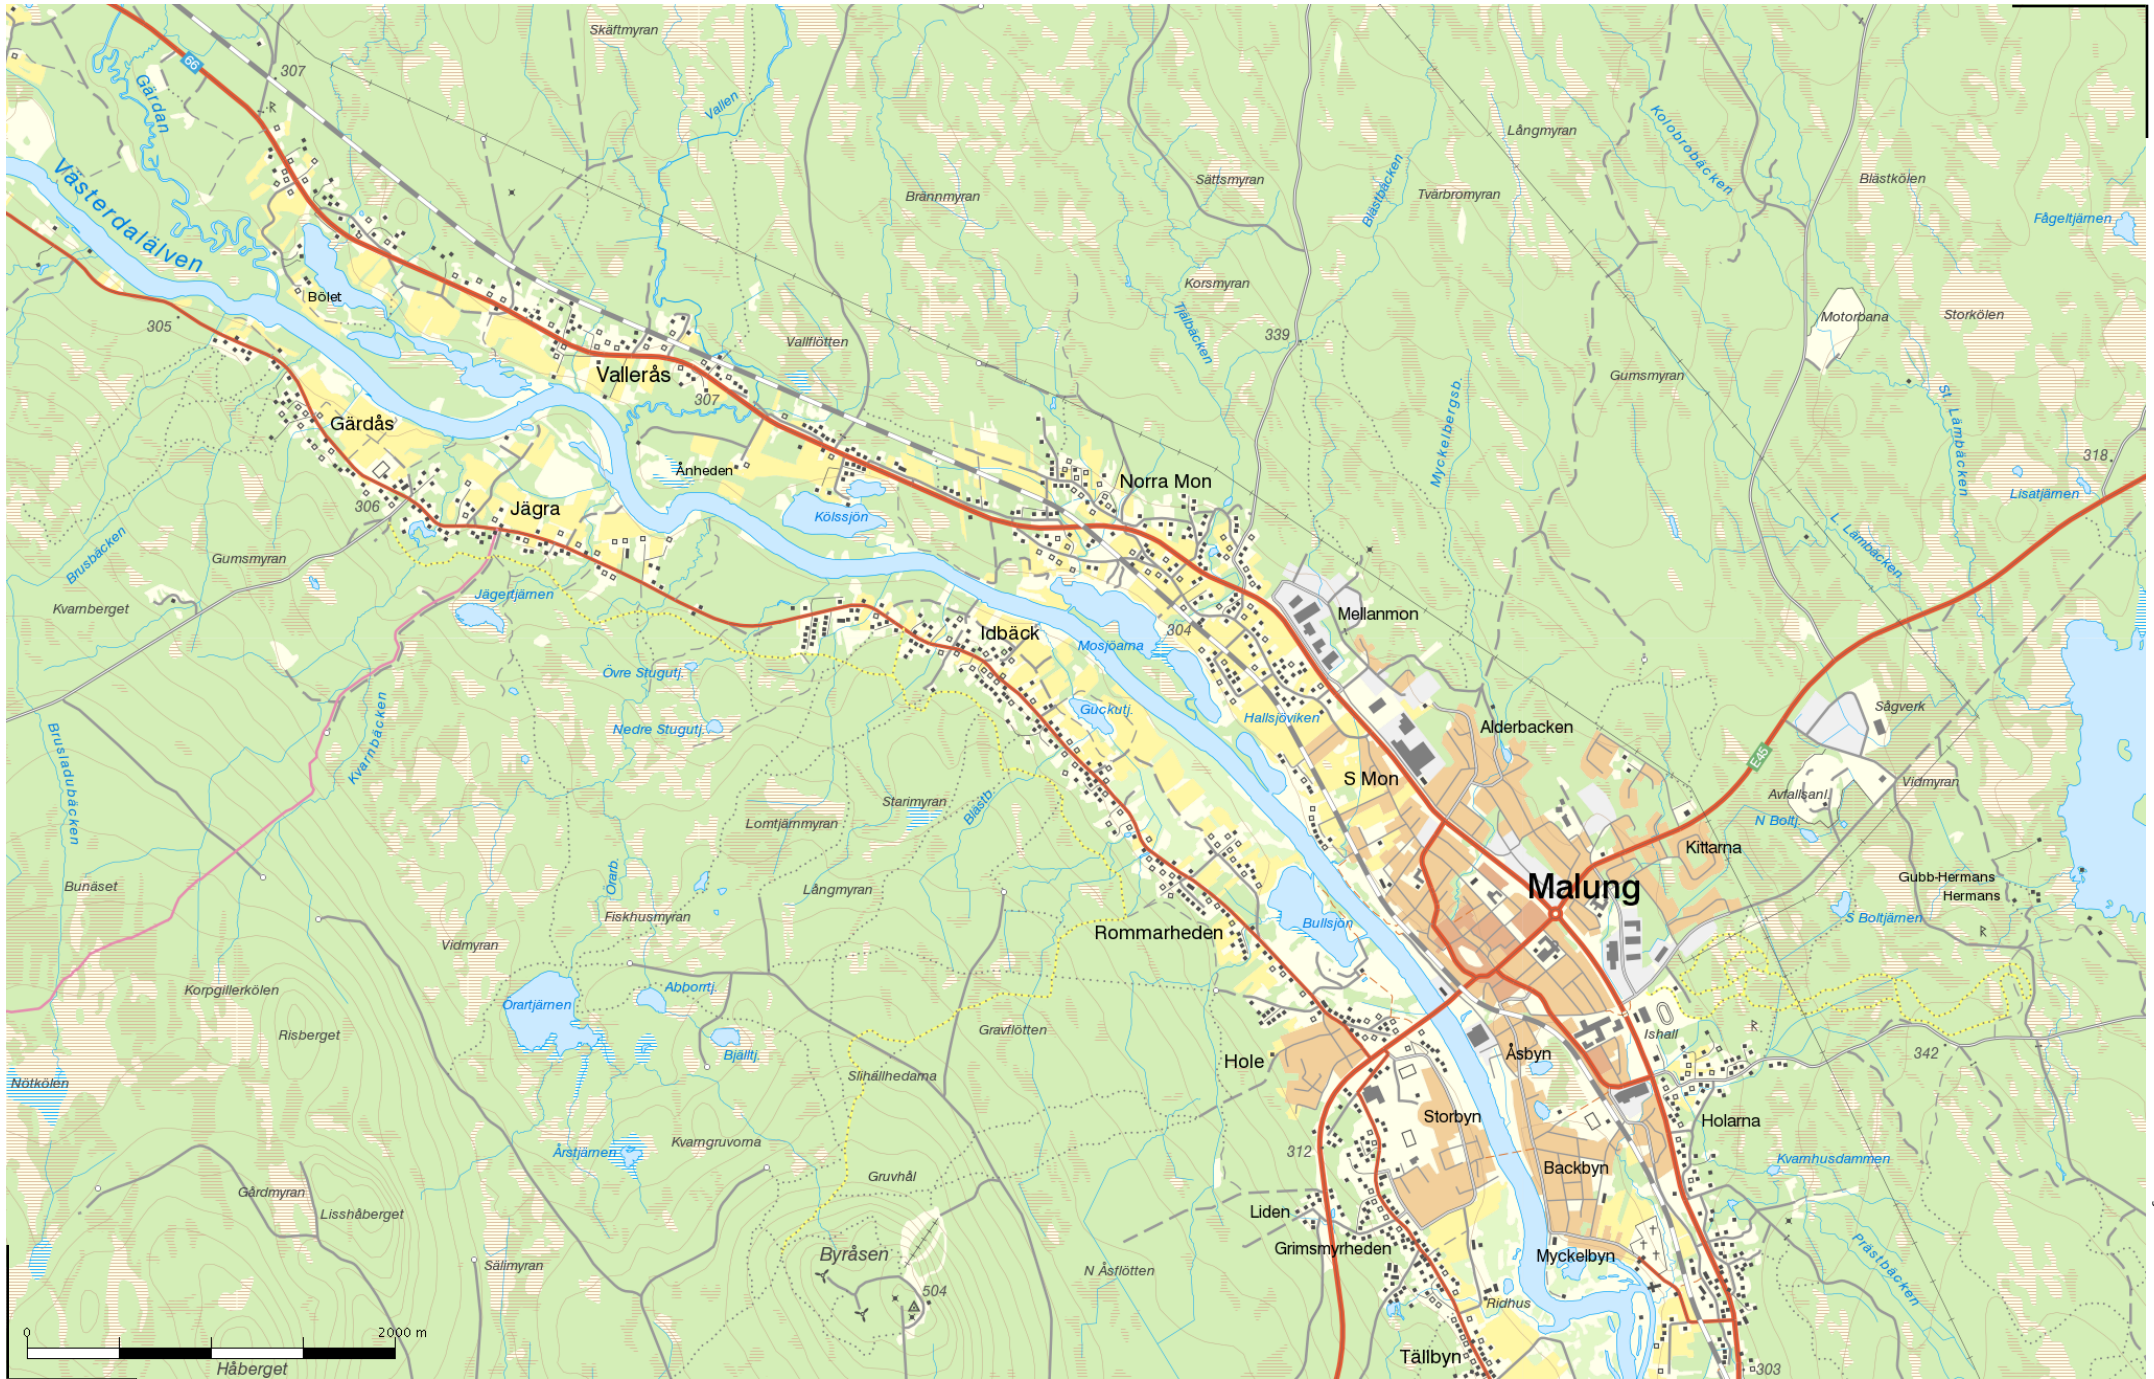 Skäftmyran
66
307
Gärdan
Vallen
Långmyran
Kolobrobäcken
Västerdalälven
Brännmyran
Sättsmyran
Blästbäcken
Tvärbromyran
Blästkölen
Fågeltjärnen
Bölet
Korsmyran
Tjälbäcken
305
Vallflötten
339
Motorbana
Storkölen
Vallerås
307
Gumsmyran
Myckelbergsb.
St. Lämbäcken
Gärdås
318
Ånheden
Norra Mon
Lisatjärnen
306
Jägra
Kölssjön
L. Lämbäcken
Brusbäcken
Gumsmyran
Jägertjärnen
Kvarnberget
Mellanmon
Idbäck
304
Mosjöarna
Övre Stugutj.
Kvarnbäcken
Guckutj.
Hallsjöviken
Sågverk
Nedre Stugutj.
Alderbacken
Brusladubäcken
E45
S Mon
Vidmyran
Avfallsanl.
Starimyran
Blästb.
Lomtjärnmyran
N Boltj.
Kittarna
Orarb.
Bunäset
Långmyran
Malung
Gubb-Hermans
Hermans
Fiskhusmyran
Vidmyran
Rommarheden
Bullsjön
S Boltjärnen
R
Korpgillerkölen
Abborrtj.
Orartjärnen
Risberget
Gravflötten
Ishall
R
Bjälltj.
Hole
Åsbyn
342
Nötkölen
Slihällhedarna
Storbyn
Holarna
Kvarngruvorna
Årstjärnen
312
Backbyn
Kvarnhusdammen
Gruvhål
Gårdmyran
Lisshåberget
Liden
Byråsen
Grimsmyrheden
Myckelbyn
Prästbäcken
Sälimyran
N Åsflötten
504
Ridhus
0
2000 m
Håberget
Tällbyn
303